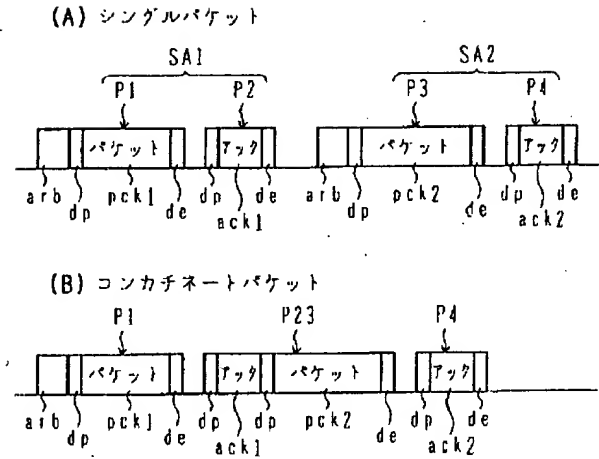 (A) シングルパケット
SA1 SA2
P1 P2 P3 P4
パケット アック パケット アック
arb dp pck1 de dp ack1 de arb dp pck2 de dp ack2 de
(B) コンカチネートパケット
P1 P23 P4
パケット アック パケット アック
arb dp pck1 de dp ack1 dp pck2 de dp ack2 de